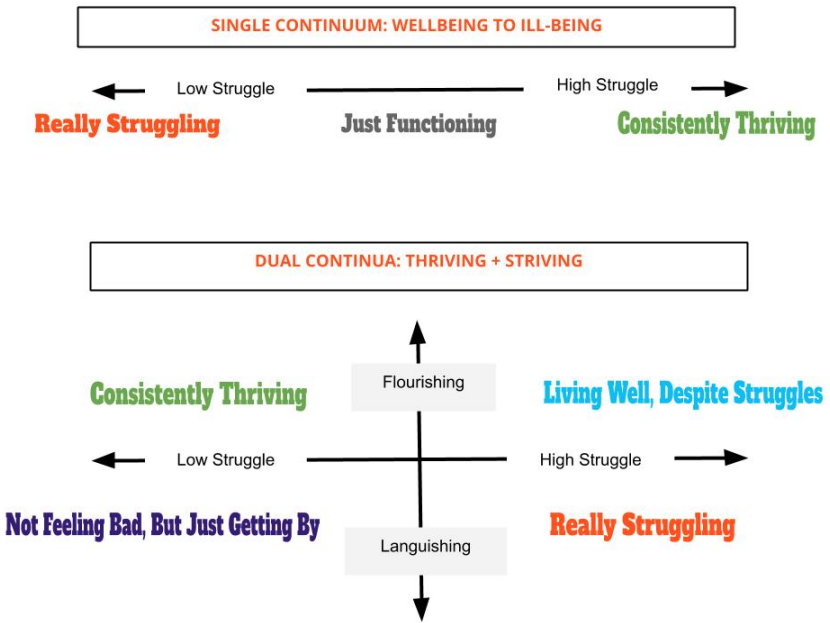 SINGLE CONTINUUM: WELLBEING TO ILL-BEING
Low Struggle
High Struggle
Really Struggling
Just Functioning
Consistently Thriving
DUAL CONTINUA: THRIVING + STRIVING
Flourishing
Consistently Thriving
Living Well, Despite Struggles
Low Struggle
High Struggle
Not Feeling Bad, But Just Getting By
Really Struggling
Languishing